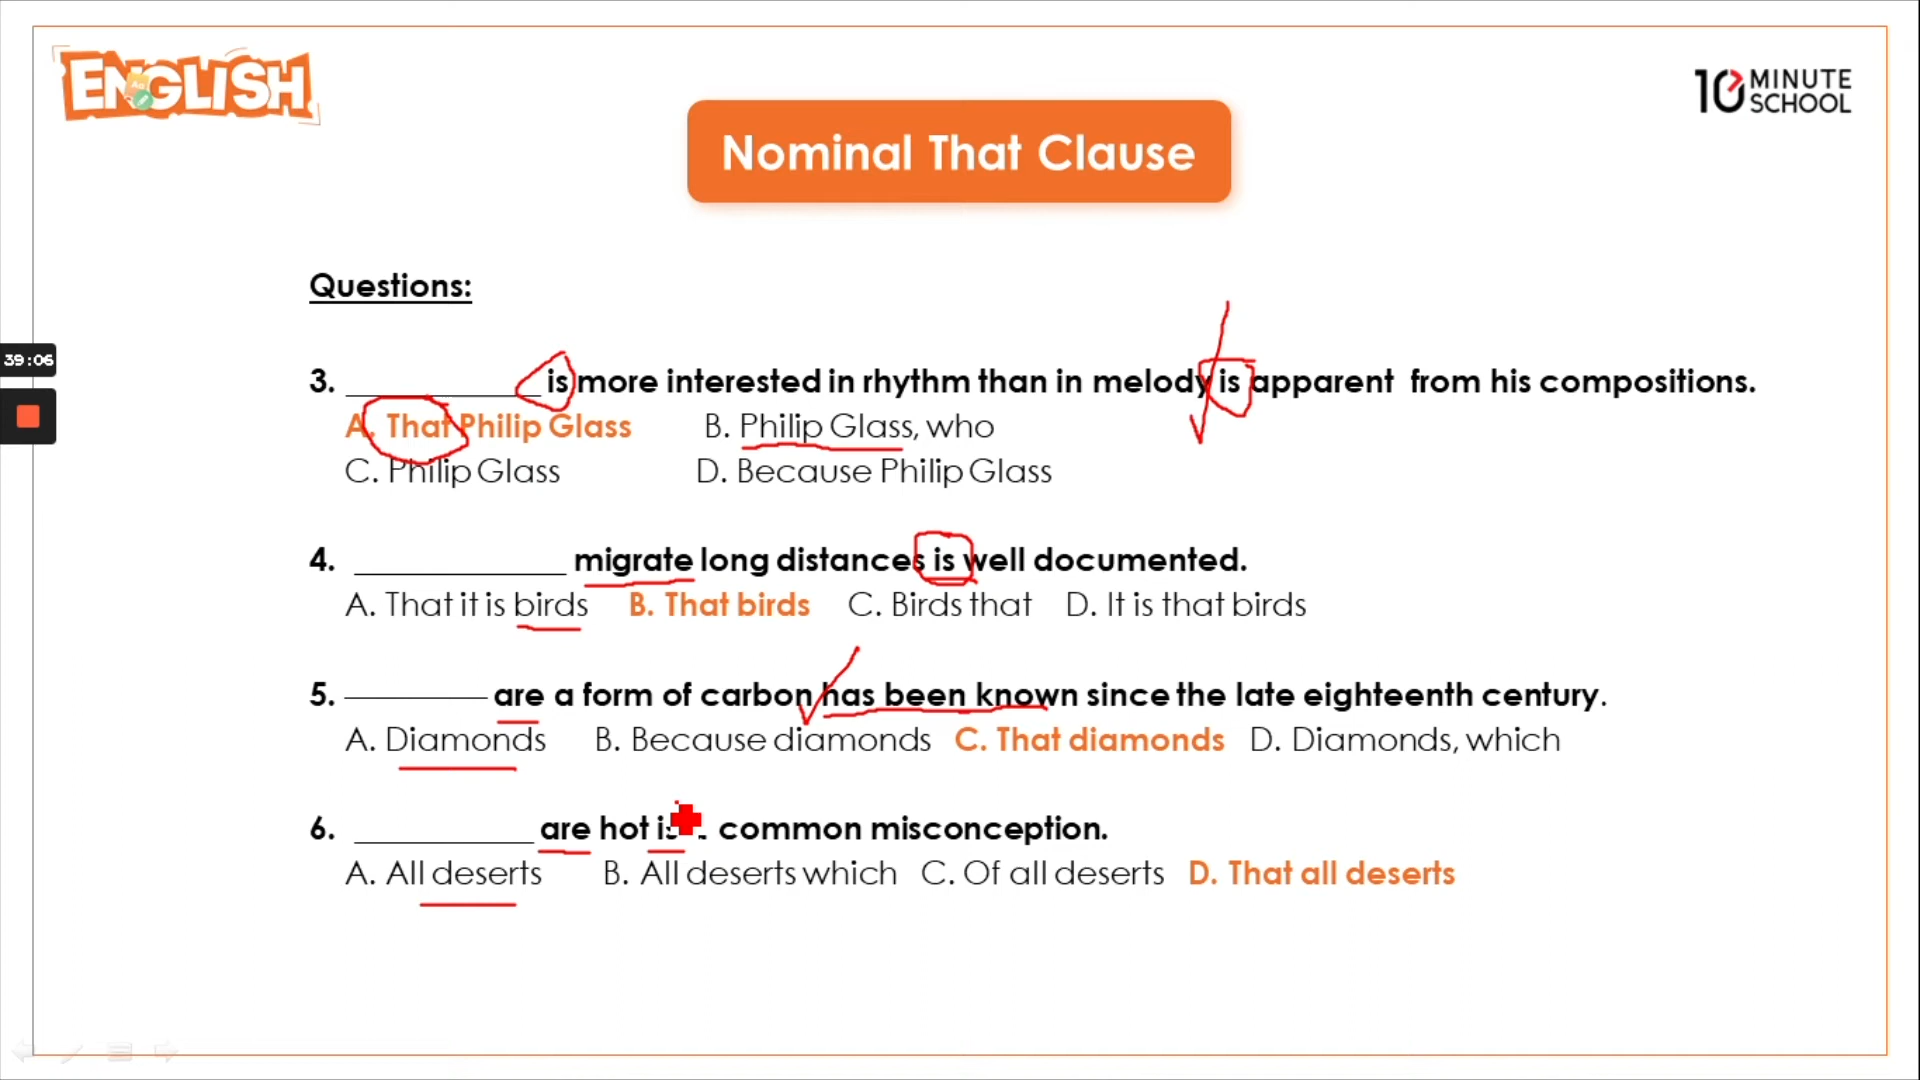 ENGLISH
10 MINUTE SCHOOL
Nominal That Clause
Questions:
39:06
3. ____________ is more interested in rhythm than in melody is apparent from his compositions.
A. That Philip Glass B. Philip Glass, who
C. Philip Glass D. Because Philip Glass
4. ____________ migrate long distances is well documented.
A. That it is birds B. That birds C. Birds that D. It is that birds
5. ________ are a form of carbon has been known since the late eighteenth century.
A. Diamonds B. Because diamonds C. That diamonds D. Diamonds, which
6. __________ are hot is common misconception.
A. All deserts B. All deserts which C. Of all deserts D. That all deserts